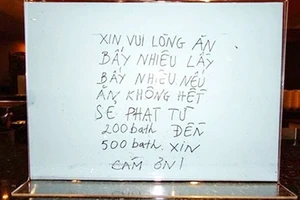 XIN VUI LÒNG ĂN
BẤY NHIÊU LẤY
BẤY NHIÊU NẾU
ĂN KHÔNG HẾT
SẼ PHẠT TỪ
200 bath ĐẾN
500 bath. XIN
CÁM ƠN!